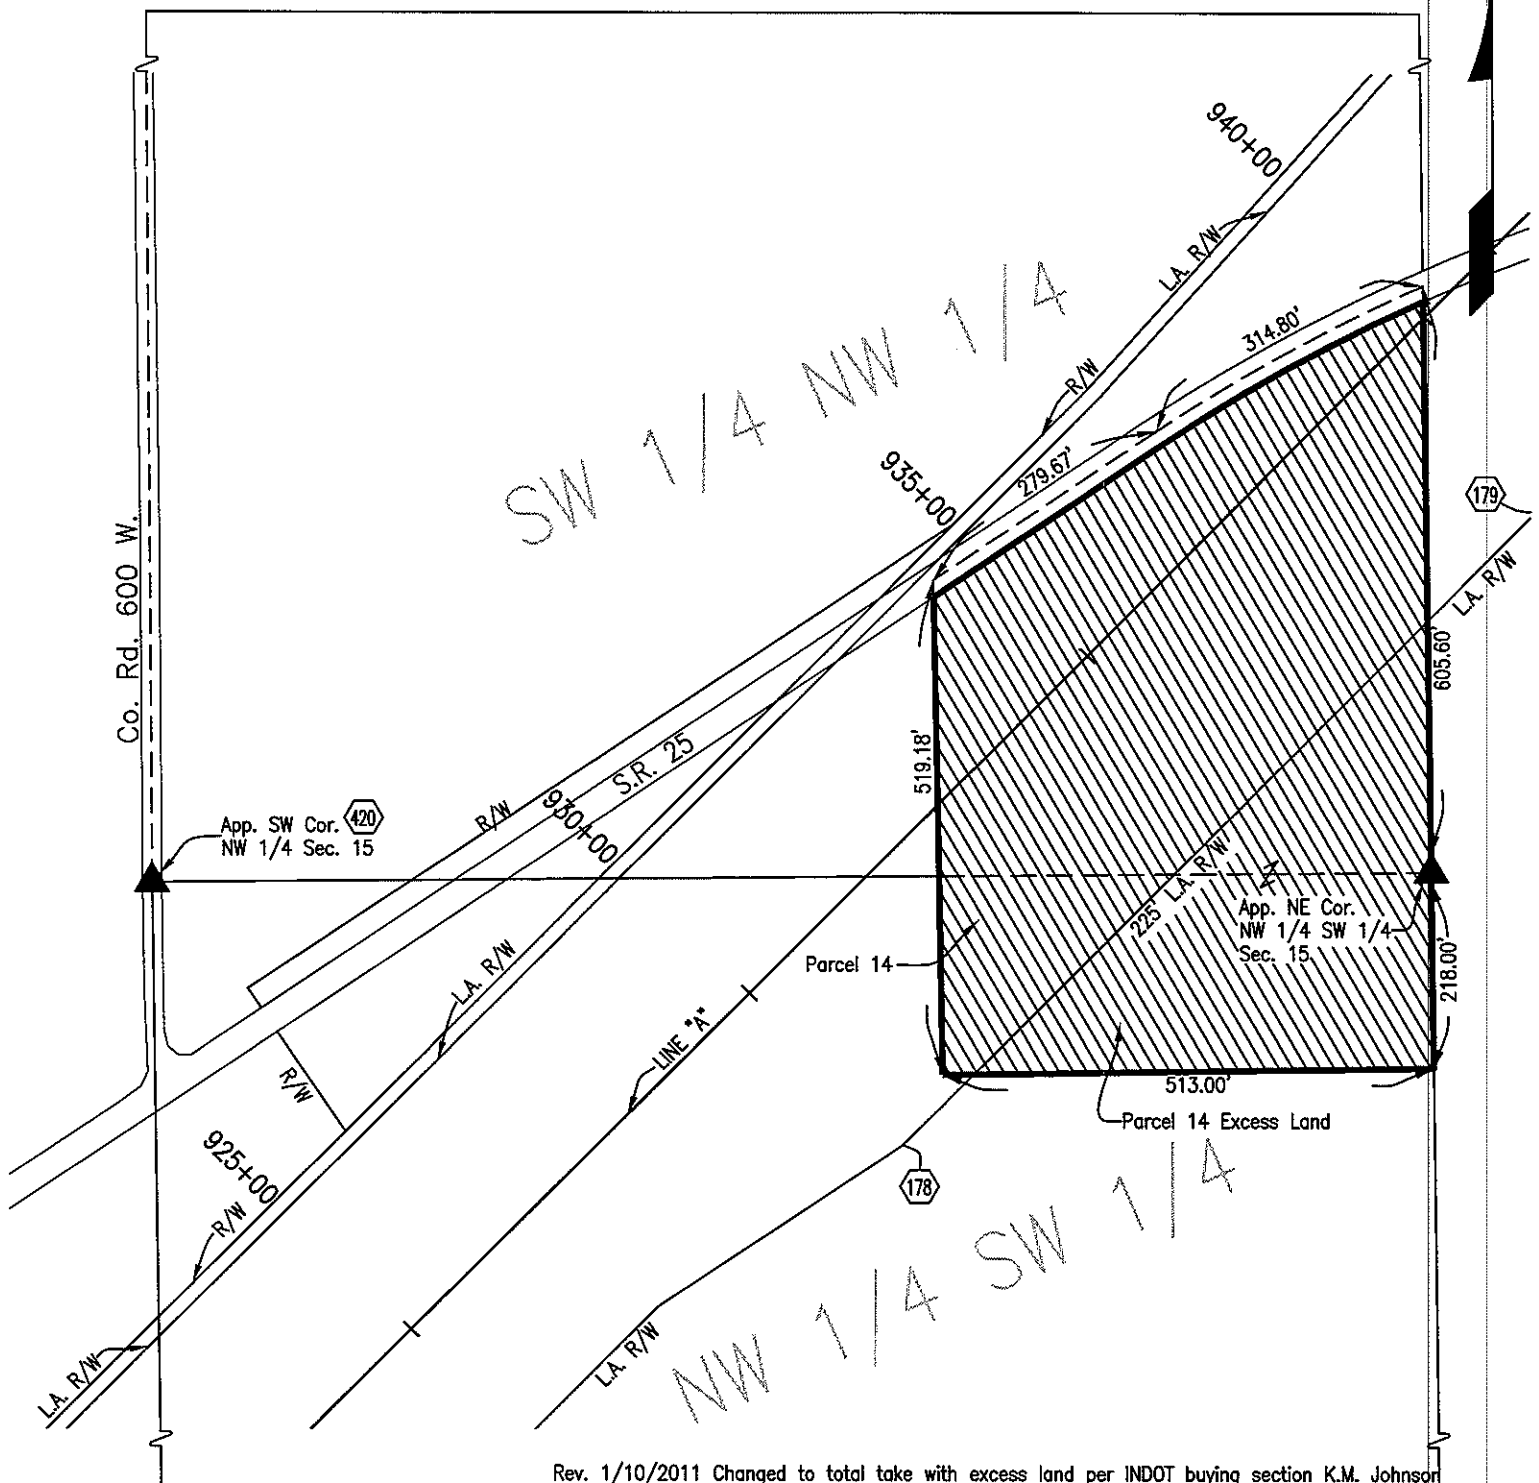 940+00
L.A. R/W
SW 1/4 NW 1/4
314.80'
R/W
279.67'
935+00
179
L.A. R/W
Co. Rd. 600 W.
605.60'
519.18'
S.R. 25
R/W
930+00
App. SW Cor. 420
NW 1/4 Sec. 15
225' L.A. R/W
App. NE Cor.
NW 1/4 SW 1/4
Sec. 15
Parcel 14
218.00'
L.A. R/W
LINE "A"
R/W
513.00'
Parcel 14 Excess Land
925+00
178
R/W
NW 1/4 SW 1/4
L.A. R/W
L.A. R/W
Rev. 1/10/2011 Changed to total take with excess land per INDOT buying section K.M. Johnson